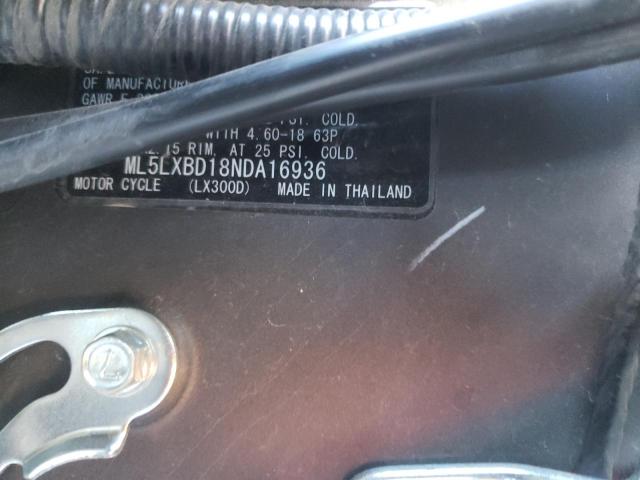 OF MANUFACTUR
GAWR F
PSI. COLD.
WITH 4.60-18 63P
15 RIM, AT 25 PSI, COLD.
ML5LXBD18NDA16936
MOTOR CYCLE (LX300D) MADE IN THAILAND